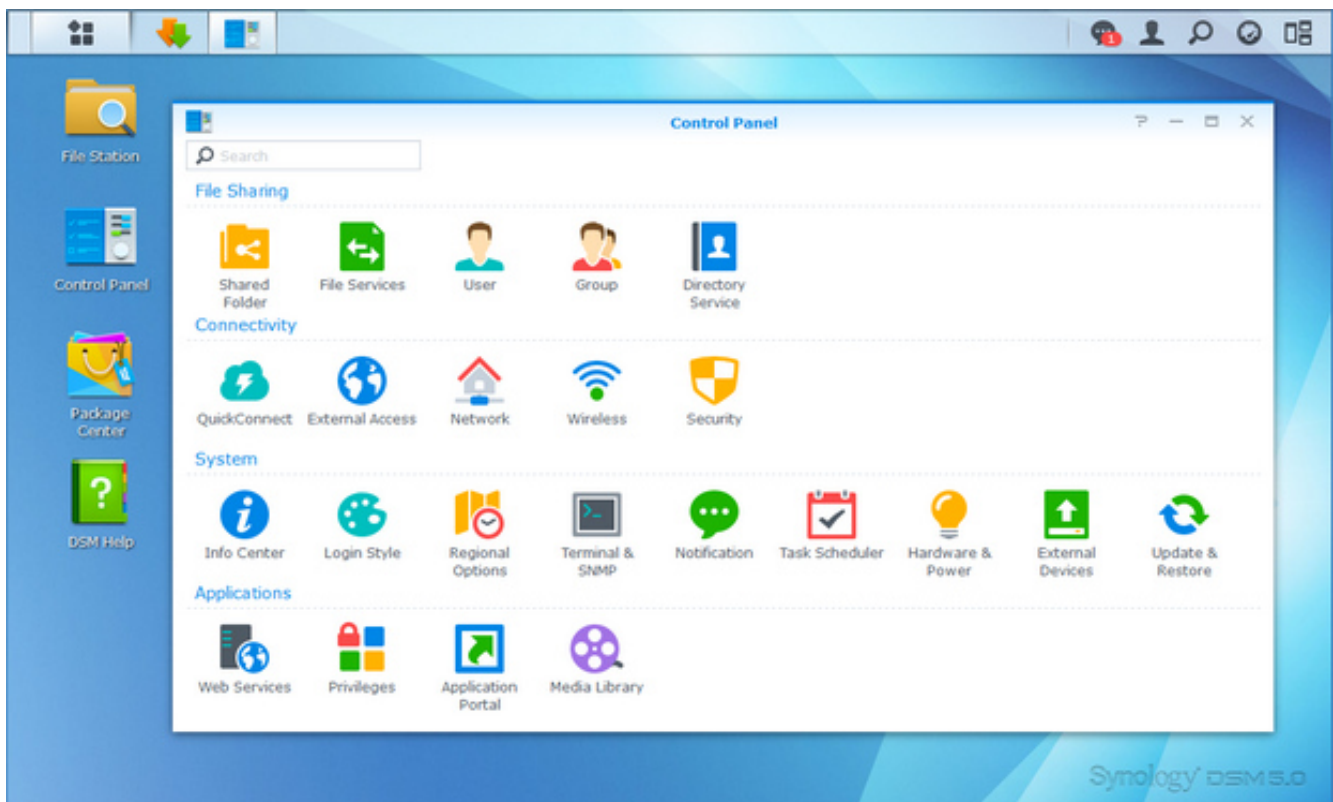 1
File Station
Control Panel
Package
Center
DSM Help
Control Panel
Search
File Sharing
Shared
Folder
File Services
User
Group
Directory
Service
Connectivity
QuickConnect
External Access
Network
Wireless
Security
System
Info Center
Login Style
Regional
Options
Terminal &
SNMP
Notification
Task Scheduler
Hardware &
Power
External
Devices
Update &
Restore
Applications
Web Services
Privileges
Application
Portal
Media Library
Synology DSM 5.0